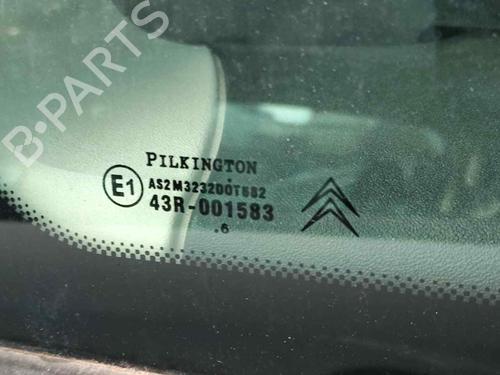 B-PARTS
PILKINGTON
E1
AS2M323200T682
43R-001583
.6